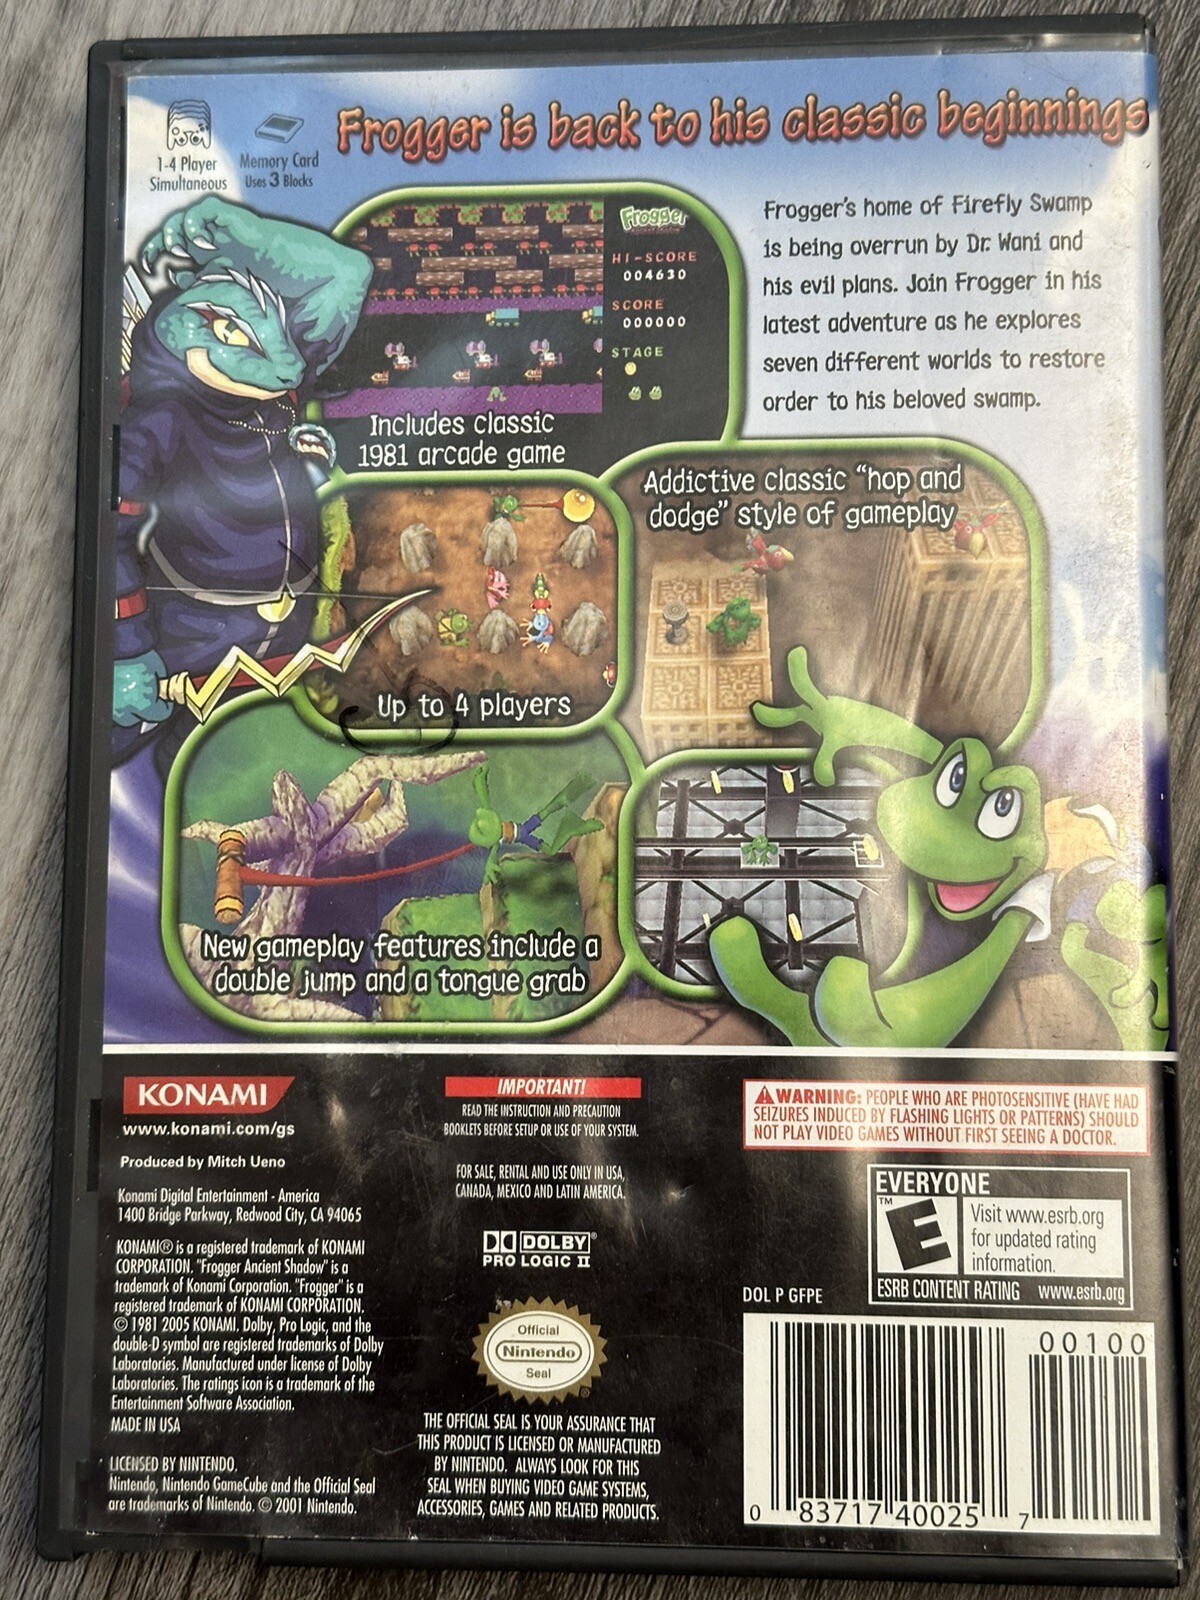 Frogger is back to his classic beginnings
1-4 Player
Simultaneous
Memory Card
Uses 3 Blocks
Frogger's home of Firefly Swamp
is being overrun by Dr. Wani and
his evil plans. Join Frogger in his
latest adventure as he explores
seven different worlds to restore
order to his beloved swamp.
Frogger
HI-SCORE
004630
SCORE
000000
STAGE
Includes classic
1981 arcade game
Addictive classic “hop and
dodge” style of gameplay
Up to 4 players
New gameplay features include a
double jump and a tongue grab
KONAMI
www.konami.com/gs
Produced by Mitch Ueno
Konami Digital Entertainment - America
1400 Bridge Parkway, Redwood City, CA 94065
KONAMI® is a registered trademark of KONAMI
CORPORATION. "Frogger Ancient Shadow" is a
trademark of Konami Corporation. "Frogger" is a
registered trademark of KONAMI CORPORATION.
© 1981 2005 KONAMI. Dolby, Pro Logic, and the
double-D symbol are registered trademarks of Dolby
Laboratories. Manufactured under license of Dolby
Laboratories. The ratings icon is a trademark of the
Entertainment Software Association.
MADE IN USA
LICENSED BY NINTENDO.
Nintendo, Nintendo GameCube and the Official Seal
are trademarks of Nintendo. © 2001 Nintendo.
IMPORTANT!
READ THE INSTRUCTION AND PRECAUTION
BOOKLETS BEFORE SETUP OR USE OF YOUR SYSTEM.
FOR SALE, RENTAL AND USE ONLY IN USA,
CANADA, MEXICO AND LATIN AMERICA.
DOLBY®
PRO LOGIC II
Official
Nintendo
Seal
®
THE OFFICIAL SEAL IS YOUR ASSURANCE THAT
THIS PRODUCT IS LICENSED OR MANUFACTURED
BY NINTENDO. ALWAYS LOOK FOR THIS
SEAL WHEN BUYING VIDEO GAME SYSTEMS,
ACCESSORIES, GAMES AND RELATED PRODUCTS.
WARNING: PEOPLE WHO ARE PHOTOSENSITIVE (HAVE HAD
SEIZURES INDUCED BY FLASHING LIGHTS OR PATTERNS) SHOULD
NOT PLAY VIDEO GAMES WITHOUT FIRST SEEING A DOCTOR.
EVERYONE
™
E
Visit www.esrb.org
for updated rating
information.
ESRB CONTENT RATING www.esrb.org
DOL P GFPE
00100
0 83717 40025 7